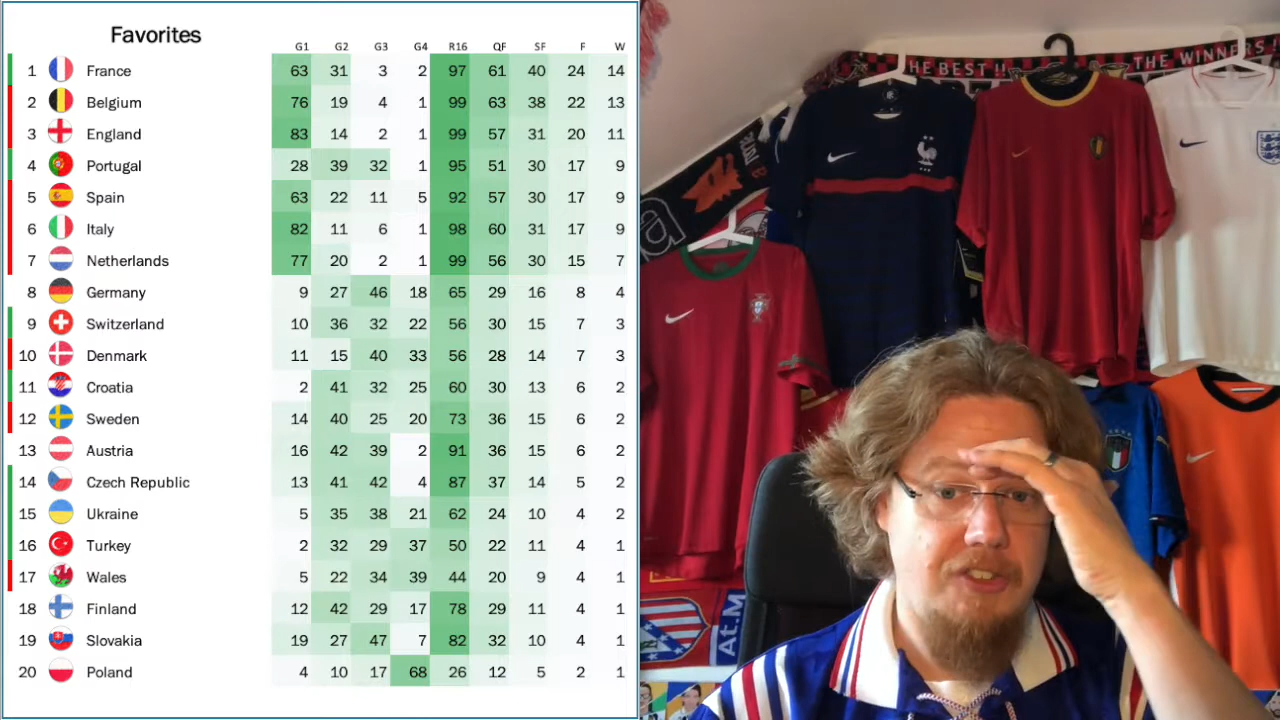 Favorites
G1 G2 G3 G4 R16 QF SF F W
1 France 63 31 3 2 97 61 40 24 14
2 Belgium 76 19 4 1 99 63 38 22 13
3 England 83 14 2 1 99 57 31 20 11
4 Portugal 28 39 32 1 95 51 30 17 9
5 Spain 63 22 11 5 92 57 30 17 9
6 Italy 82 11 6 1 98 60 31 17 9
7 Netherlands 77 20 2 1 99 56 30 15 7
8 Germany 9 27 46 18 65 29 16 8 4
9 Switzerland 10 36 32 22 56 30 15 7 3
10 Denmark 11 15 40 33 56 28 14 7 3
11 Croatia 2 41 32 25 60 30 13 6 2
12 Sweden 14 40 25 20 73 36 15 6 2
13 Austria 16 42 39 2 91 36 15 6 2
14 Czech Republic 13 41 42 4 87 37 14 5 2
15 Ukraine 5 35 38 21 62 24 10 4 2
16 Turkey 2 32 29 37 50 22 11 4 1
17 Wales 5 22 34 39 44 20 9 4 1
18 Finland 12 42 29 17 78 29 11 4 1
19 Slovakia 19 27 47 7 82 32 10 4 1
20 Poland 4 10 17 68 26 12 5 2 1
THE WINNERS
HE BEST !!
At.M